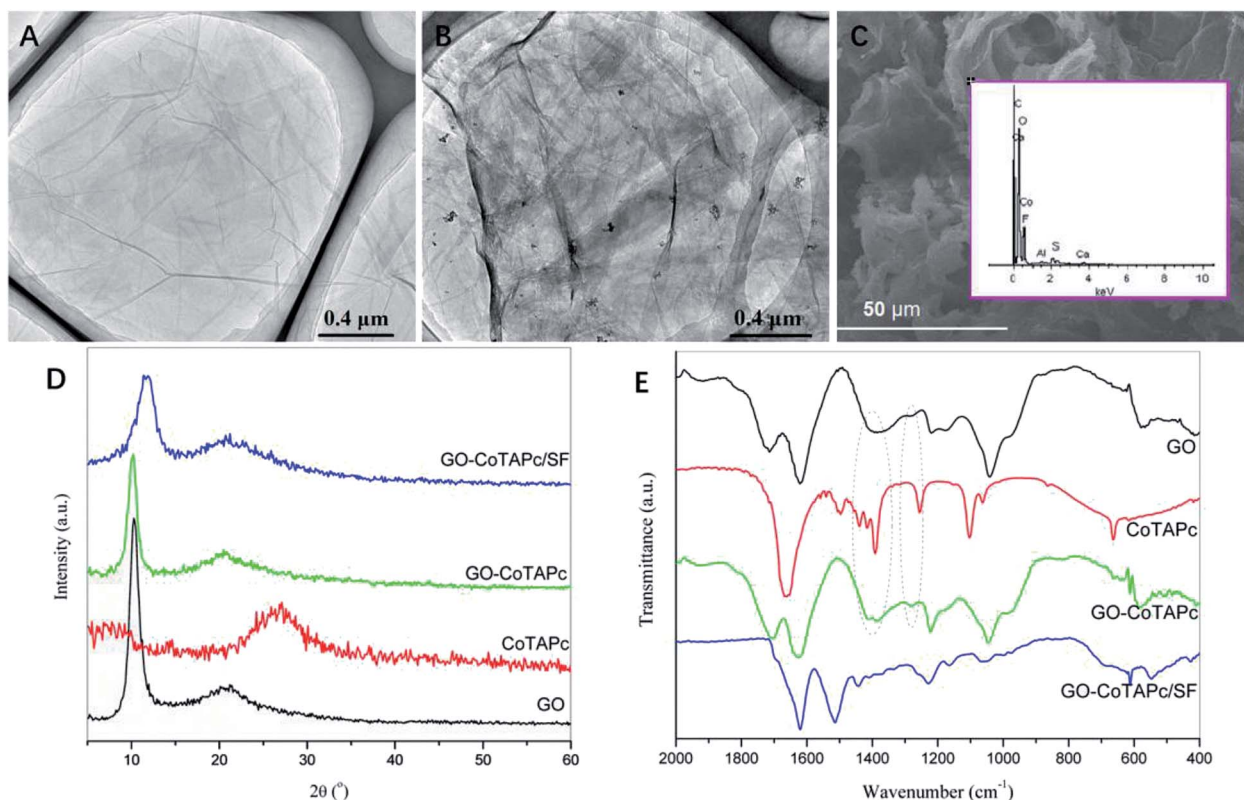 A
0.4 µm
B
0.4 µm
C
C
O
Ca
Co
F
Al
S
Ca
0 2 4 6 8 10
keV
50 µm
D
GO-CoTAPc/SF
GO-CoTAPc
CoTAPc
GO
Intensity (a.u.)
10 20 30 40 50 60
2θ (°)
E
GO
CoTAPc
GO-CoTAPc
GO-CoTAPc/SF
Transmittance (a.u.)
2000 1800 1600 1400 1200 1000 800 600 400
Wavenumber (cm⁻¹)